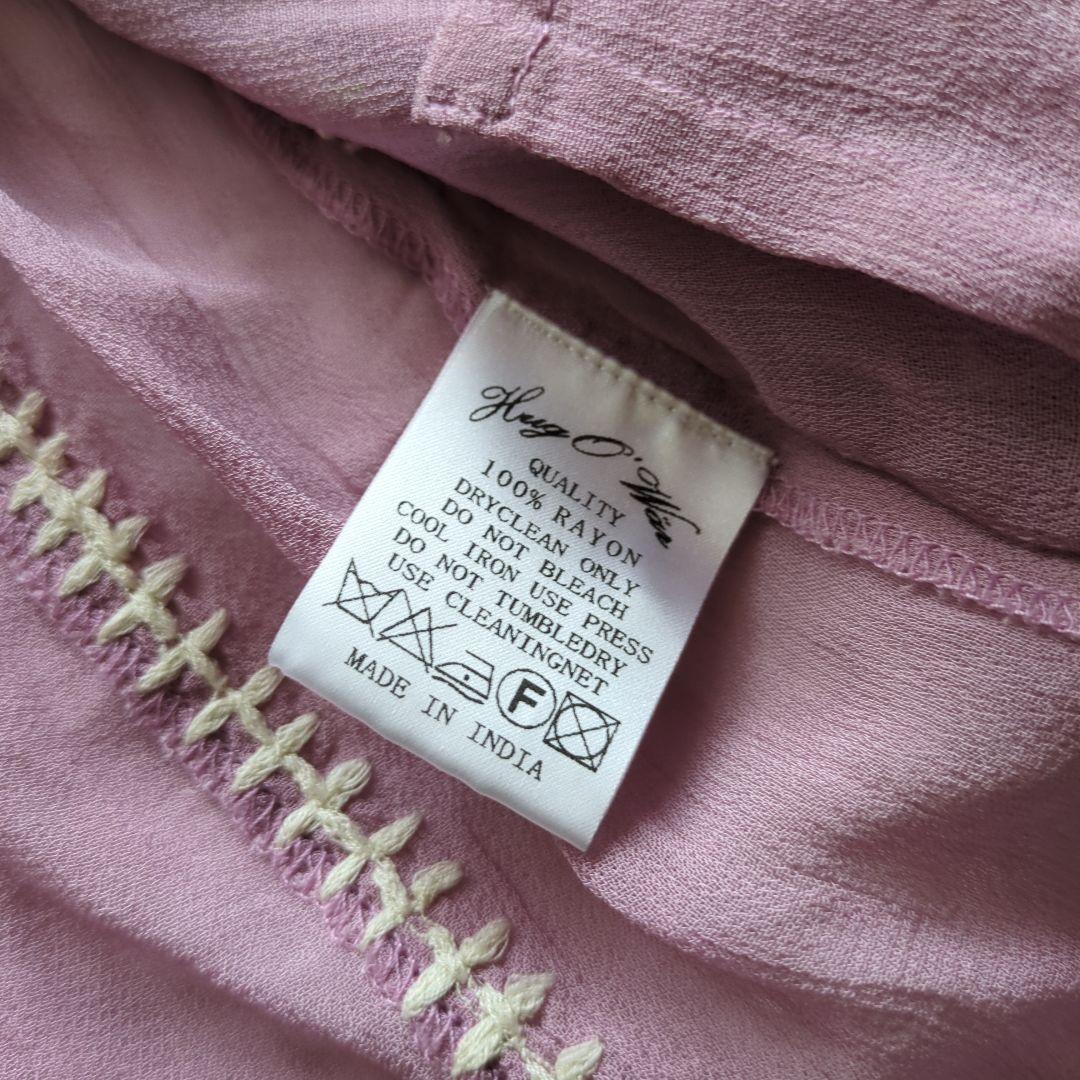 Hug O' Wär
QUALITY
100% RAYON
DRYCLEAN ONLY
DO NOT BLEACH
COOL IRON USE PRESS
DO NOT TUMBLEDRY
USE CLEANINGNET
F
MADE IN INDIA